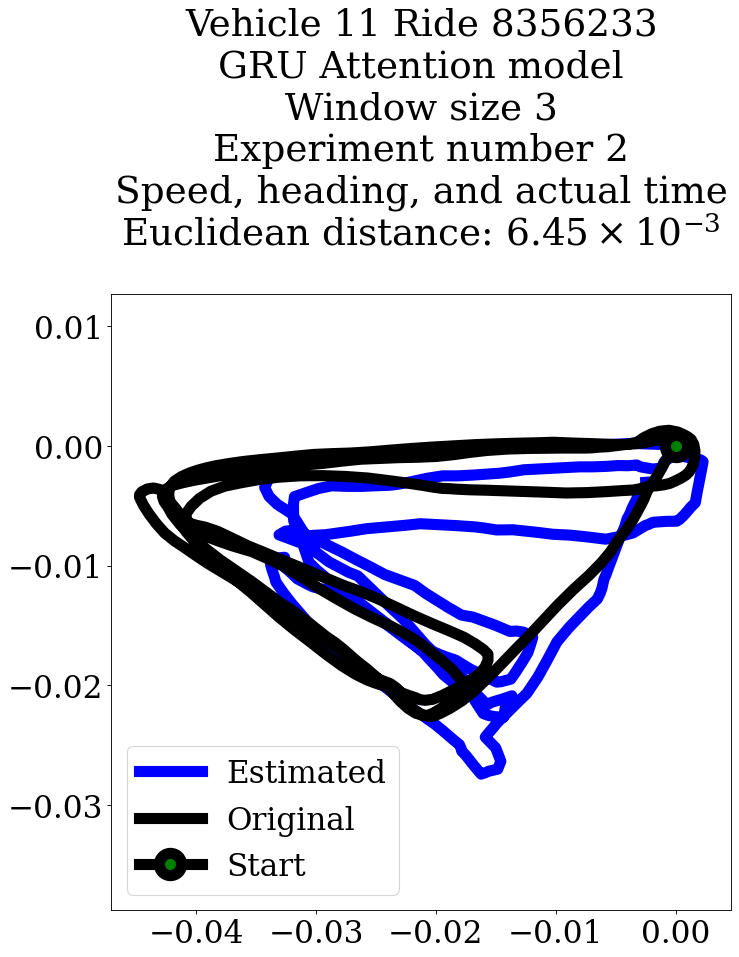 Vehicle 11 Ride 8356233
GRU Attention model
Window size 3
Experiment number 2
Speed, heading, and actual time
Euclidean distance: 6.45 × 10⁻³
0.01
0.00
−0.01
−0.02
−0.03
Estimated
Original
Start
−0.04 −0.03 −0.02 −0.01 0.00